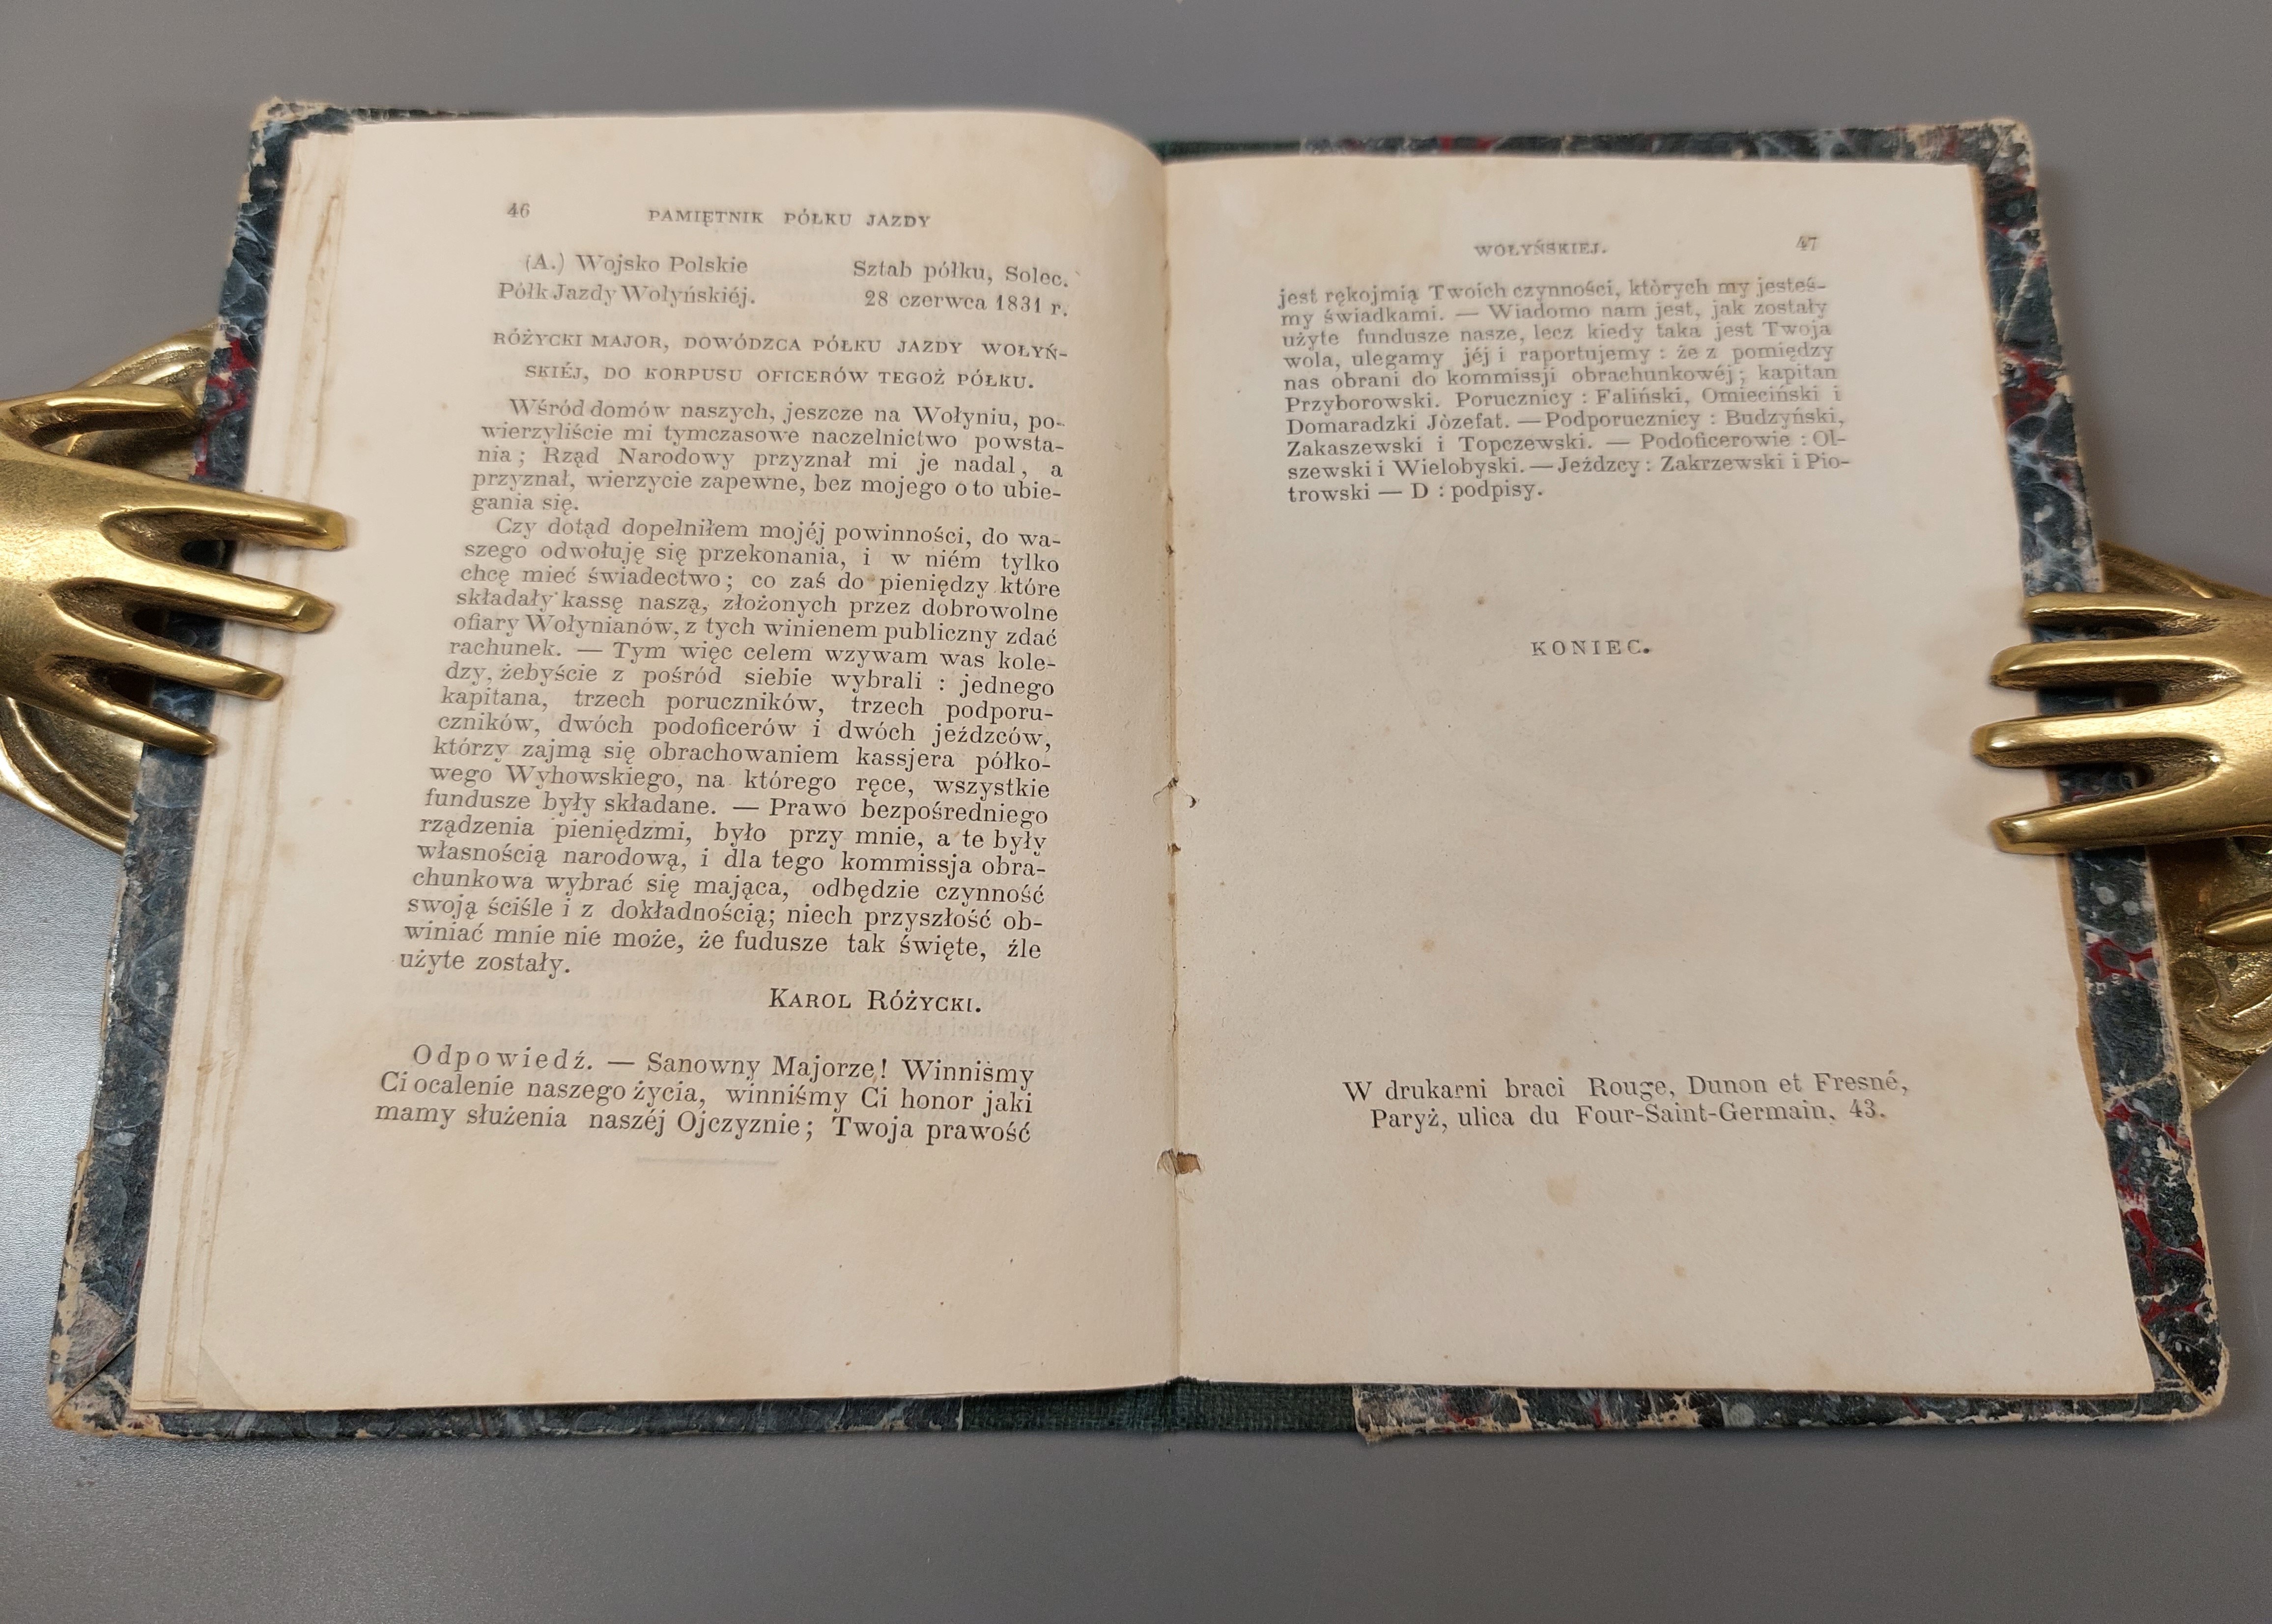 46 PAMIĘTNIK PÓŁKU JAZDY
(A.) Wojsko Polskie Sztab półku, Solec.
Półk Jazdy Wołyńskiéj. 28 czerwca 1831 r.
RÓŻYCKI MAJOR, DOWÓDZCA PÓŁKU JAZDY WOŁYŃ-
SKIÉJ, DO KORPUSU OFICERÓW TEGOŻ PÓŁKU.
Wśród domów naszych, jeszcze na Wołyniu, po-
wierzyliście mi tymczasowe naczelnictwo powsta-
nia; Rząd Narodowy przyznał mi je nadal, a
przyznał, wierzycie zapewne, bez mojego o to ubie-
gania się.
Czy dotąd dopełniłem mojéj powinności, do wa-
szego odwołuję się przekonania, i w niém tylko
chcę mieć świadectwo; co zaś do pieniędzy które
składały kassę naszą, złożonych przez dobrowolne
ofiary Wołynianów, z tych winienem publiczny zdać
rachunek. — Tym więc celem wzywam was kole-
dzy, żebyście z pośród siebie wybrali : jednego
kapitana, trzech poruczników, trzech podporu-
czników, dwóch podoficerów i dwóch jeźdzców,
którzy zajmą się obrachowaniem kassjera półko-
wego Wyhowskiego, na którego ręce, wszystkie
fundusze były składane. — Prawo bezpośredniego
rządzenia pieniędzmi, było przy mnie, a te były
własnością narodową, i dla tego kommissja obra-
chunkowa wybrać się mająca, odbędzie czynność
swoją ściśle i z dokładnością; niech przyszłość ob-
winiać mnie nie może, że fudusze tak święte, źle
użyte zostały.
KAROL RÓŻYCKI.
Odpowiedź. — Sanowny Majorze! Winniśmy
Ci ocalenie naszego życia, winniśmy Ci honor jaki
mamy służenia naszéj Ojczyznie; Twoja prawość
WOŁYŃSKIEJ. 47
jest rękojmią Twoich czynności, których my jesteś-
my świadkami. — Wiadomo nam jest, jak zostały
użyte fundusze nasze, lecz kiedy taka jest Twoja
wola, ulegamy jéj i raportujemy : że z pomiędzy
nas obrani do kommissji obrachunkowéj; kapitan
Przyborowski. Porucznicy : Faliński, Omieciński i
Domaradzki Jòzefat. — Podporucznicy : Budzyński,
Zakaszewski i Topczewski. — Podoficerowie : Ol-
szewski i Wielobyski. — Jeźdzcy : Zakrzewski i Pio-
trowski — D : podpisy.
KONIEC.
W drukarni braci Rouge, Dunon et Fresné,
Paryż, ulica du Four-Saint-Germain, 43.